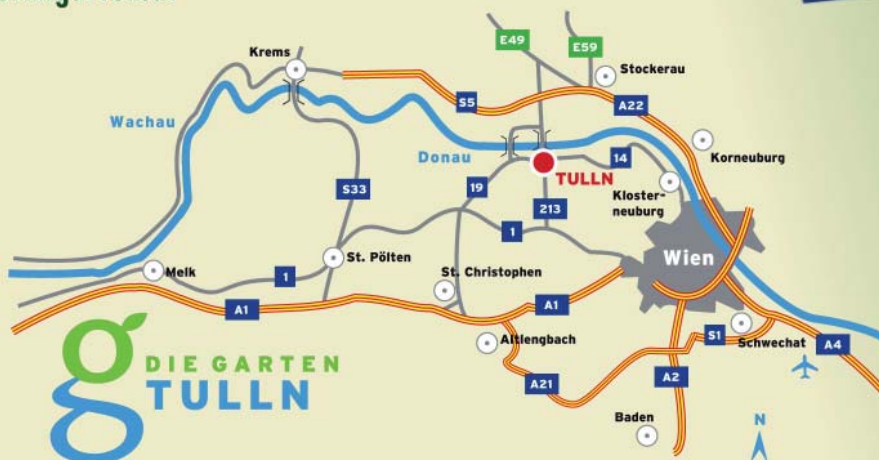 Krems
E49
E59
Stockerau
S5
A22
Wachau
Donau
14
Korneuburg
TULLN
19
S33
213
Kloster-
neuburg
1
Wien
St. Pölten
Melk
1
St. Christophen
A1
A1
Altlengbach
S1
Schwechat
A4
DIE GARTEN
TULLN
A21
A2
Baden
N